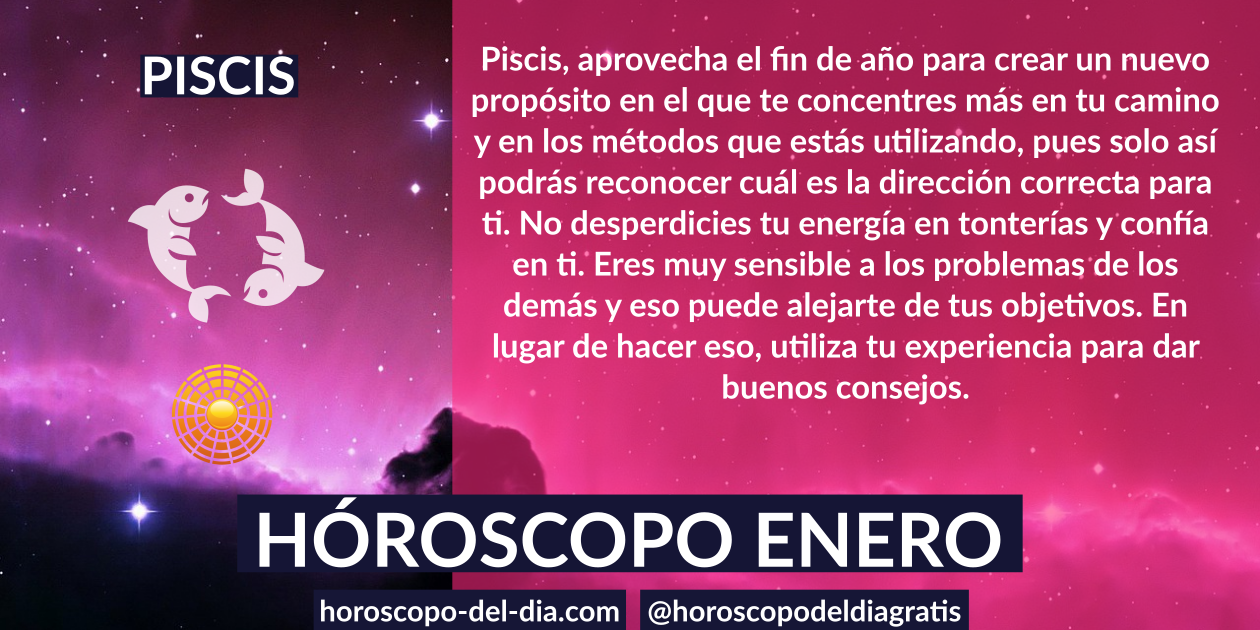 PISCIS
Piscis, aprovecha el fin de año para crear un nuevo
propósito en el que te concentres más en tu camino
y en los métodos que estás utilizando, pues solo así
podrás reconocer cuál es la dirección correcta para
ti. No desperdicies tu energía en tonterías y confía
en ti. Eres muy sensible a los problemas de los
demás y eso puede alejarte de tus objetivos. En
lugar de hacer eso, utiliza tu experiencia para dar
buenos consejos.
HÓROSCOPO ENERO
horoscopo-del-dia.com @horoscopodeldiagratis